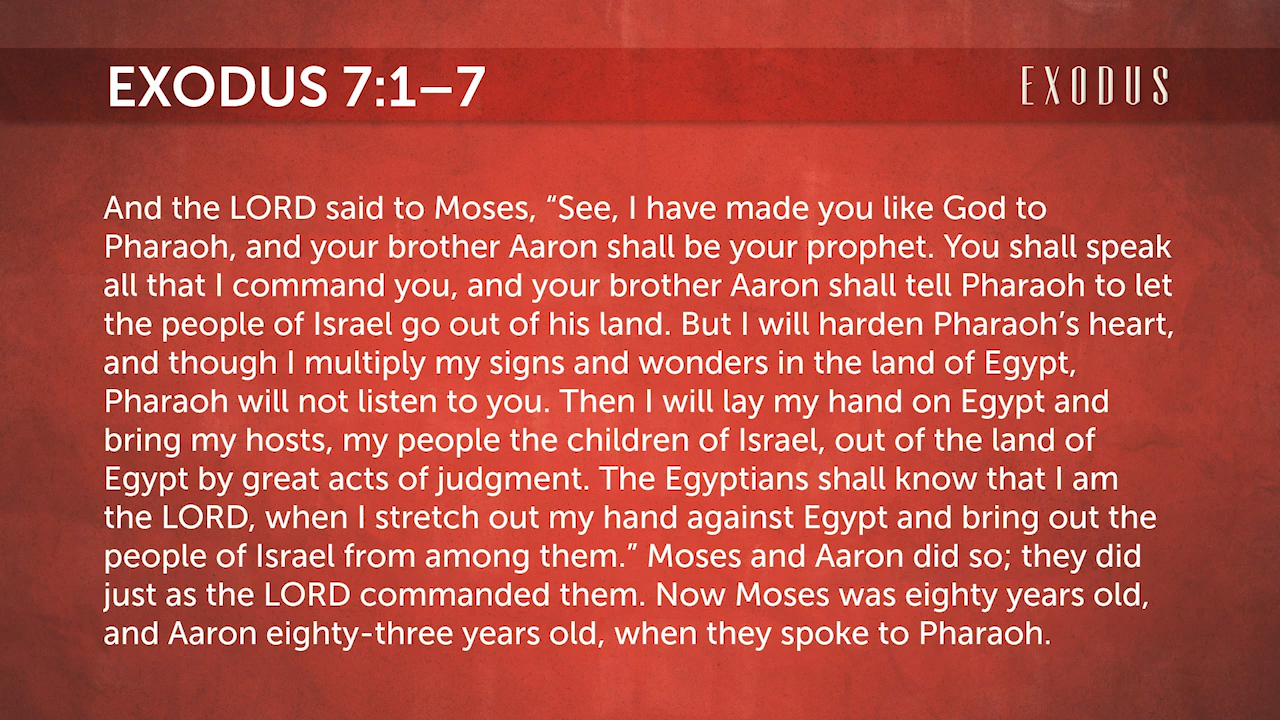 EXODUS 7:1–7
EXODUS
And the LORD said to Moses, “See, I have made you like God to
Pharaoh, and your brother Aaron shall be your prophet. You shall speak
all that I command you, and your brother Aaron shall tell Pharaoh to let
the people of Israel go out of his land. But I will harden Pharaoh’s heart,
and though I multiply my signs and wonders in the land of Egypt,
Pharaoh will not listen to you. Then I will lay my hand on Egypt and
bring my hosts, my people the children of Israel, out of the land of
Egypt by great acts of judgment. The Egyptians shall know that I am
the LORD, when I stretch out my hand against Egypt and bring out the
people of Israel from among them.” Moses and Aaron did so; they did
just as the LORD commanded them. Now Moses was eighty years old,
and Aaron eighty-three years old, when they spoke to Pharaoh.